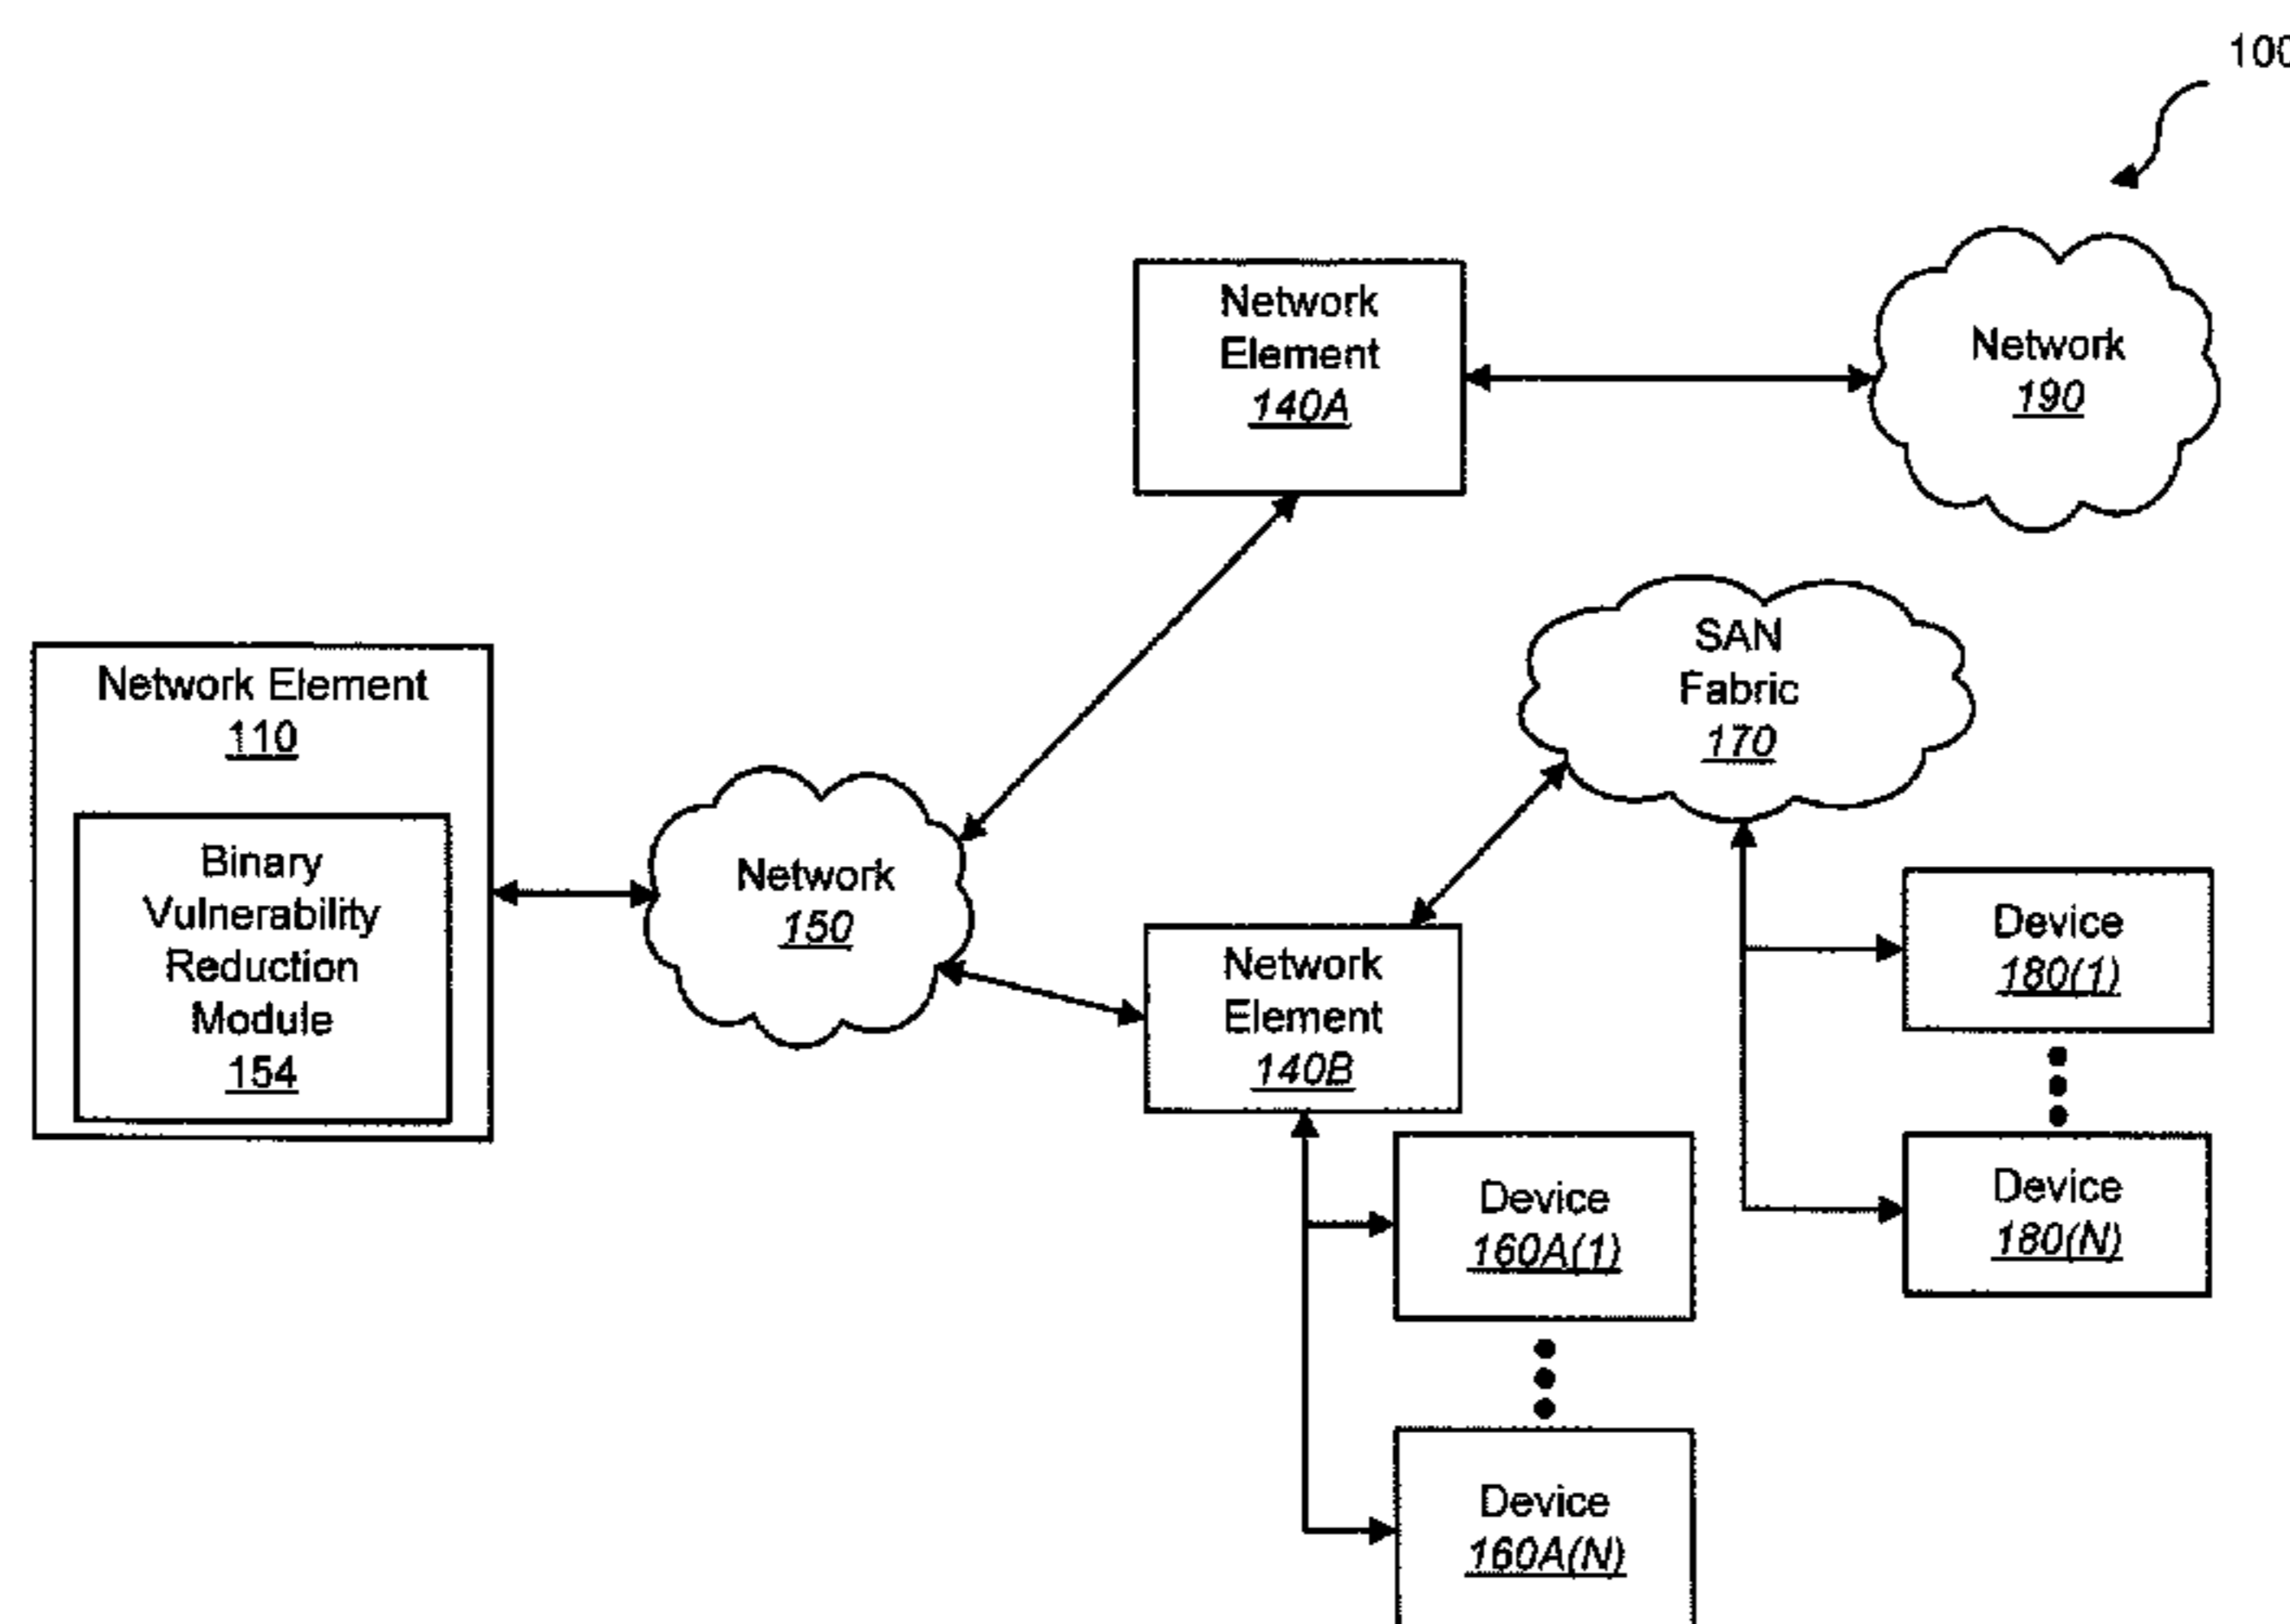 100
Network
Element
140A
Network
190
SAN
Fabric
170
Network Element
110
Binary
Vulnerability
Reduction
Module
154
Network
150
Network
Element
140B
Device
180(1)
Device
180(N)
Device
160A(1)
Device
160A(N)